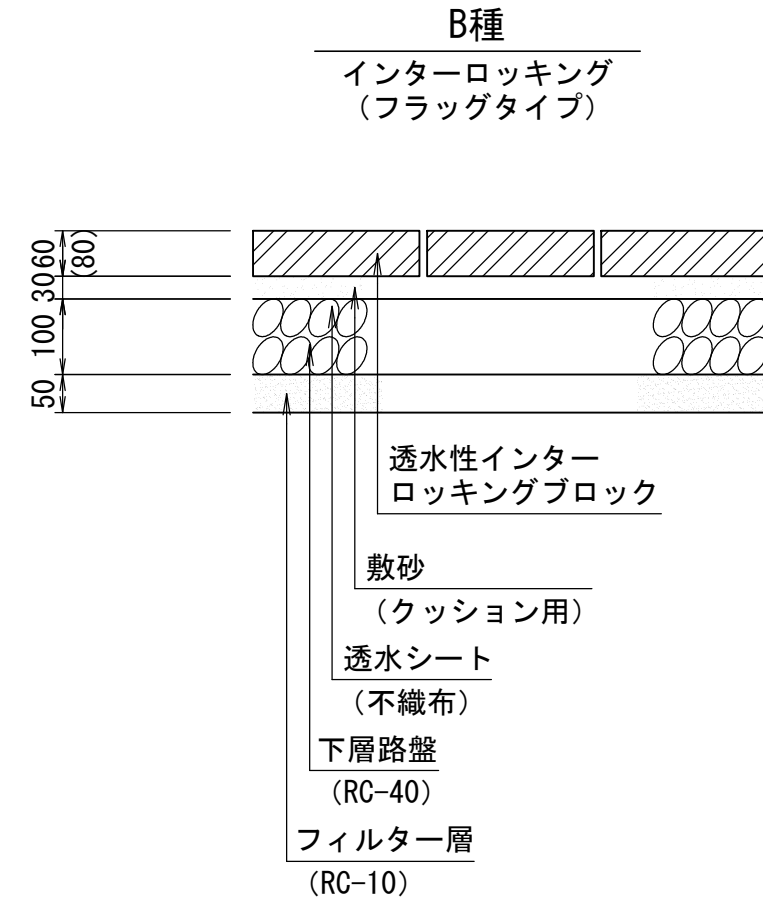 B種
インターロッキング
（フラッグタイプ）
60
(80)
30
100
50
透水性インター
ロッキングブロック
敷砂
（クッション用）
透水シート
（不織布）
下層路盤
（RC-40）
フィルター層
（RC-10）